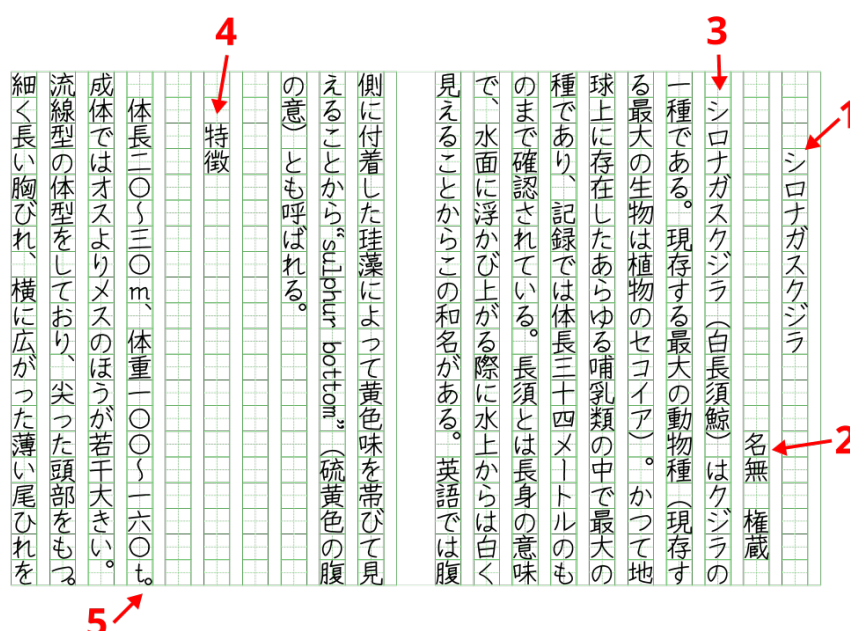 シロナガスクジラ
名無　権蔵
シロナガスクジラ（白長須鯨）はクジラの
一種である。現存する最大の動物種（現存す
る最大の生物は植物のセコイア）。かつて地
球上に存在したあらゆる哺乳類の中で最大の
種であり、記録では体長三十四メートルのも
のまで確認されている。長須とは長身の意味
で、水面に浮かび上がる際に水上からは白く
見えることからこの和名がある。英語では腹
側に付着した珪藻によって黄色味を帯びて見
えることから“sulphur bottom”（硫黄色の腹
の意）とも呼ばれる。
特徴
体長二〇～三〇m、体重一〇〇～一六〇t。
成体ではオスよりメスのほうが若干大きい。
流線型の体型をしており、尖った頭部をもつ。
細く長い胸びれ、横に広がった薄い尾ひれを
1
2
3
4
5